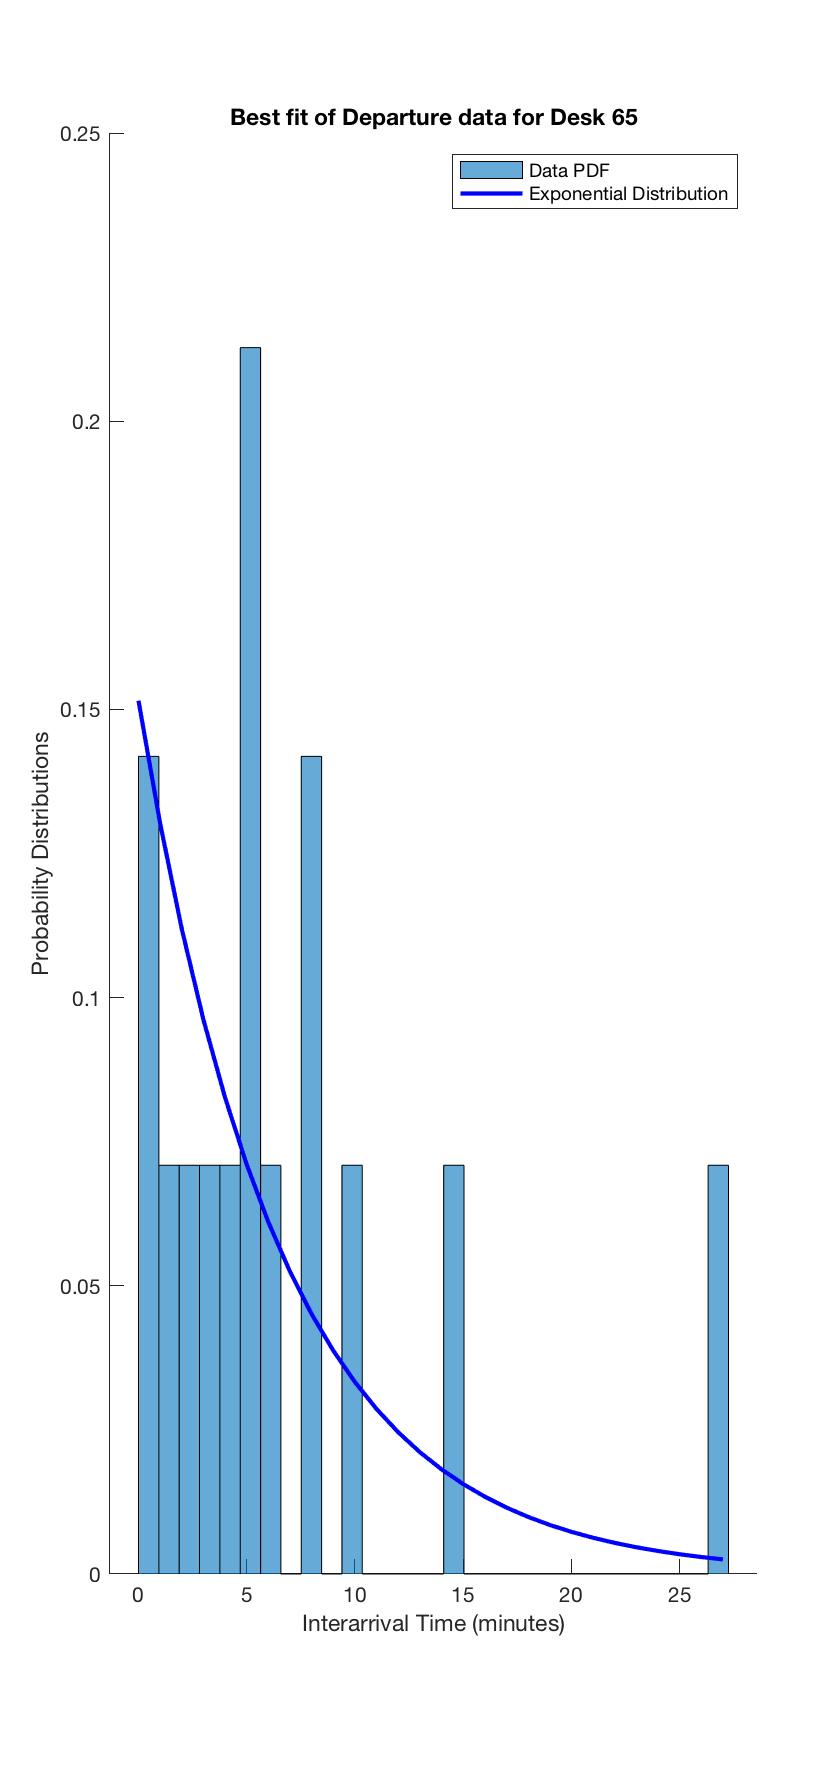 Best fit of Departure data for Desk 65
0.25
Data PDF
Exponential Distribution
0.2
0.15
0.1
0.05
0
Probability Distributions
0 5 10 15 20 25
Interarrival Time (minutes)